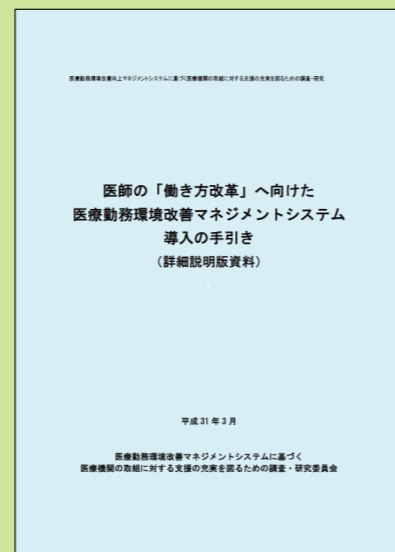 医療勤務環境改善向上マネジメントシステムに基づく医療機関の取組に対する支援の充実を図るための調査・研究
医師の「働き方改革」へ向けた
医療勤務環境改善マネジメントシステム
導入の手引き
(詳細説明版資料)
平成 31 年 3 月
医療勤務環境改善マネジメントシステムに基づく
医療機関の取組に対する支援の充実を図るための調査・研究委員会